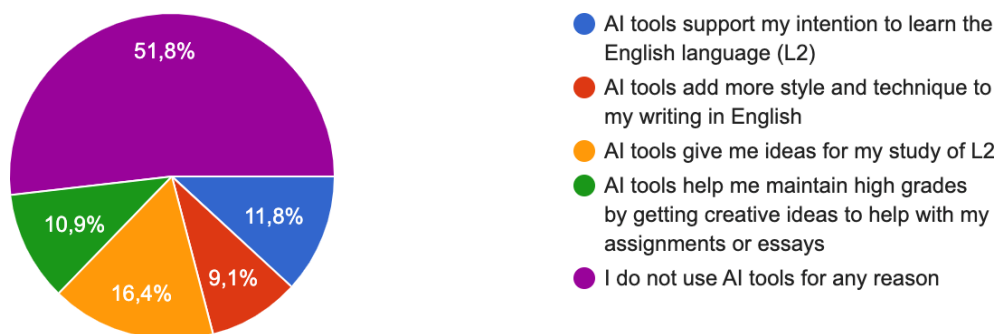 51,8%
11,8%
9,1%
16,4%
10,9%
AI tools support my intention to learn the
English language (L2)
AI tools add more style and technique to
my writing in English
AI tools give me ideas for my study of L2
AI tools help me maintain high grades
by getting creative ideas to help with my
assignments or essays
I do not use AI tools for any reason